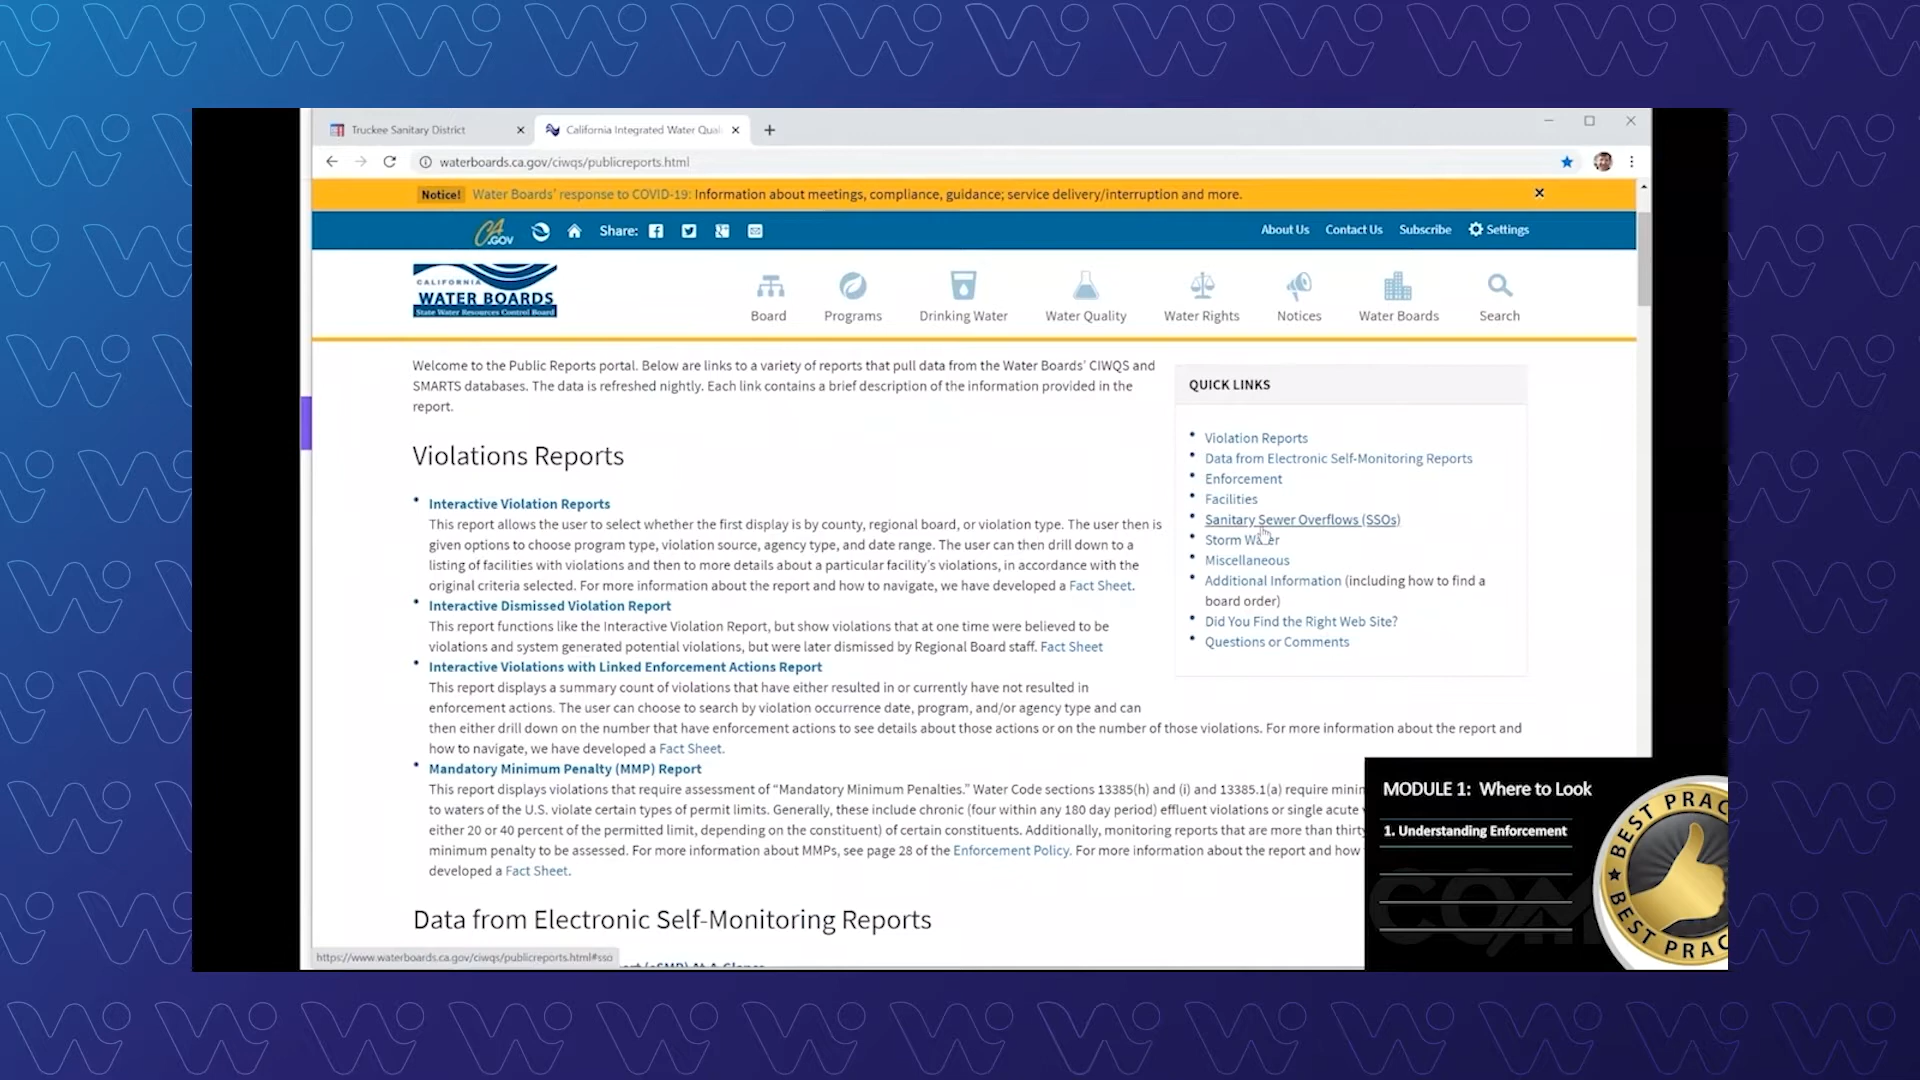 Truckee Sanitary District
California Integrated Water Qual
waterboards.ca.gov/ciwqs/publicreports.html
Notice! Water Boards' response to COVID-19: Information about meetings, compliance, guidance; service delivery/interruption and more.
CA.GOV Share: About Us Contact Us Subscribe Settings
CALIFORNIA
WATER BOARDS
State Water Resources Control Board
Board Programs Drinking Water Water Quality Water Rights Notices Water Boards Search
Welcome to the Public Reports portal. Below are links to a variety of reports that pull data from the Water Boards' CIWQS and
SMARTS databases. The data is refreshed nightly. Each link contains a brief description of the information provided in the
report.
Violations Reports
Interactive Violation Reports
This report allows the user to select whether the first display is by county, regional board, or violation type. The user then is
given options to choose program type, violation source, agency type, and date range. The user can then drill down to a
listing of facilities with violations and then to more details about a particular facility's violations, in accordance with the
original criteria selected. For more information about the report and how to navigate, we have developed a Fact Sheet.
Interactive Dismissed Violation Report
This report functions like the Interactive Violation Report, but show violations that at one time were believed to be
violations and system generated potential violations, but were later dismissed by Regional Board staff. Fact Sheet
Interactive Violations with Linked Enforcement Actions Report
This report displays a summary count of violations that have either resulted in or currently have not resulted in
enforcement actions. The user can choose to search by violation occurrence date, program, and/or agency type and can
then either drill down on the number that have enforcement actions to see details about those actions or on the number of those violations. For more information about the report and
how to navigate, we have developed a Fact Sheet.
Mandatory Minimum Penalty (MMP) Report
This report displays violations that require assessment of "Mandatory Minimum Penalties." Water Code sections 13385(h) and (i) and 13385.1(a) require minim
to waters of the U.S. violate certain types of permit limits. Generally, these include chronic (four within any 180 day period) effluent violations or single acute
either 20 or 40 percent of the permitted limit, depending on the constituent) of certain constituents. Additionally, monitoring reports that are more than thirty
minimum penalty to be assessed. For more information about MMPs, see page 28 of the Enforcement Policy. For more information about the report and how
developed a Fact Sheet.
Data from Electronic Self-Monitoring Reports
QUICK LINKS
Violation Reports
Data from Electronic Self-Monitoring Reports
Enforcement
Facilities
Sanitary Sewer Overflows (SSOs)
Storm Water
Miscellaneous
Additional Information (including how to find a
board order)
Did You Find the Right Web Site?
Questions or Comments
https://www.waterboards.ca.gov/ciwqs/publicreports.html#sso
MODULE 1: Where to Look
1. Understanding Enforcement
BEST PRAC
BEST PRAC